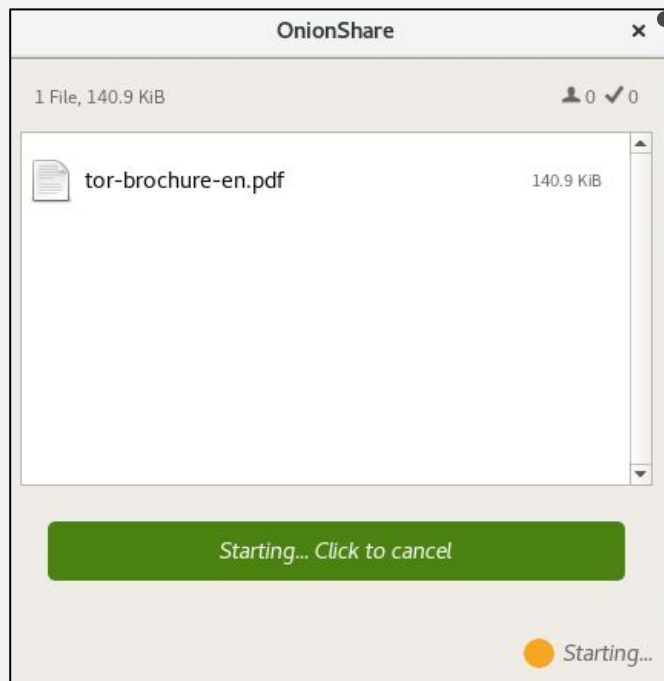 OnionShare
1 File, 140.9 KiB 0 0
tor-brochure-en.pdf 140.9 KiB
Starting... Click to cancel
Starting...